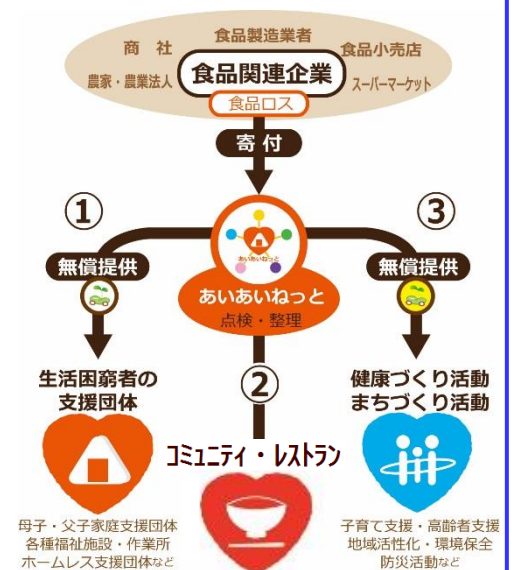 食品製造業者
商社
食品小売店
農家・農業法人
食品関連企業
スーパーマーケット
食品ロス
寄付
①
③
無償提供
無償提供
あいあいねっと
あいあいねっと
点検・整理
②
生活困窮者の
支援団体
健康づくり活動
まちづくり活動
コミュニティ・レストラン
母子・父子家庭支援団体
各種福祉施設・作業所
ホームレス支援団体など
子育て支援・高齢者支援
地域活性化・環境保全
防災活動など